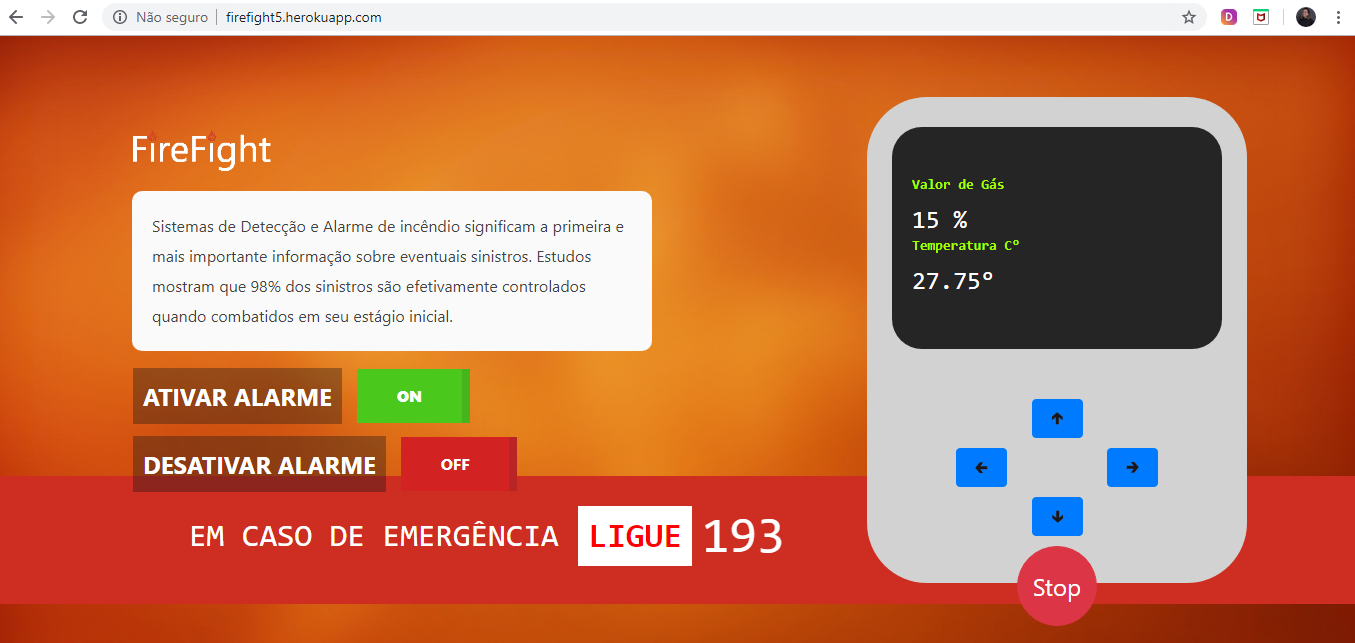 Não seguro
firefight5.herokuapp.com
D
FireFight
Sistemas de Detecção e Alarme de incêndio significam a primeira e
mais importante informação sobre eventuais sinistros. Estudos
mostram que 98% dos sinistros são efetivamente controlados
quando combatidos em seu estágio inicial.
ATIVAR ALARME ON
DESATIVAR ALARME OFF
EM CASO DE EMERGÊNCIA LIGUE 193
Valor de Gás
15 %
Temperatura Cº
27.75º
Stop